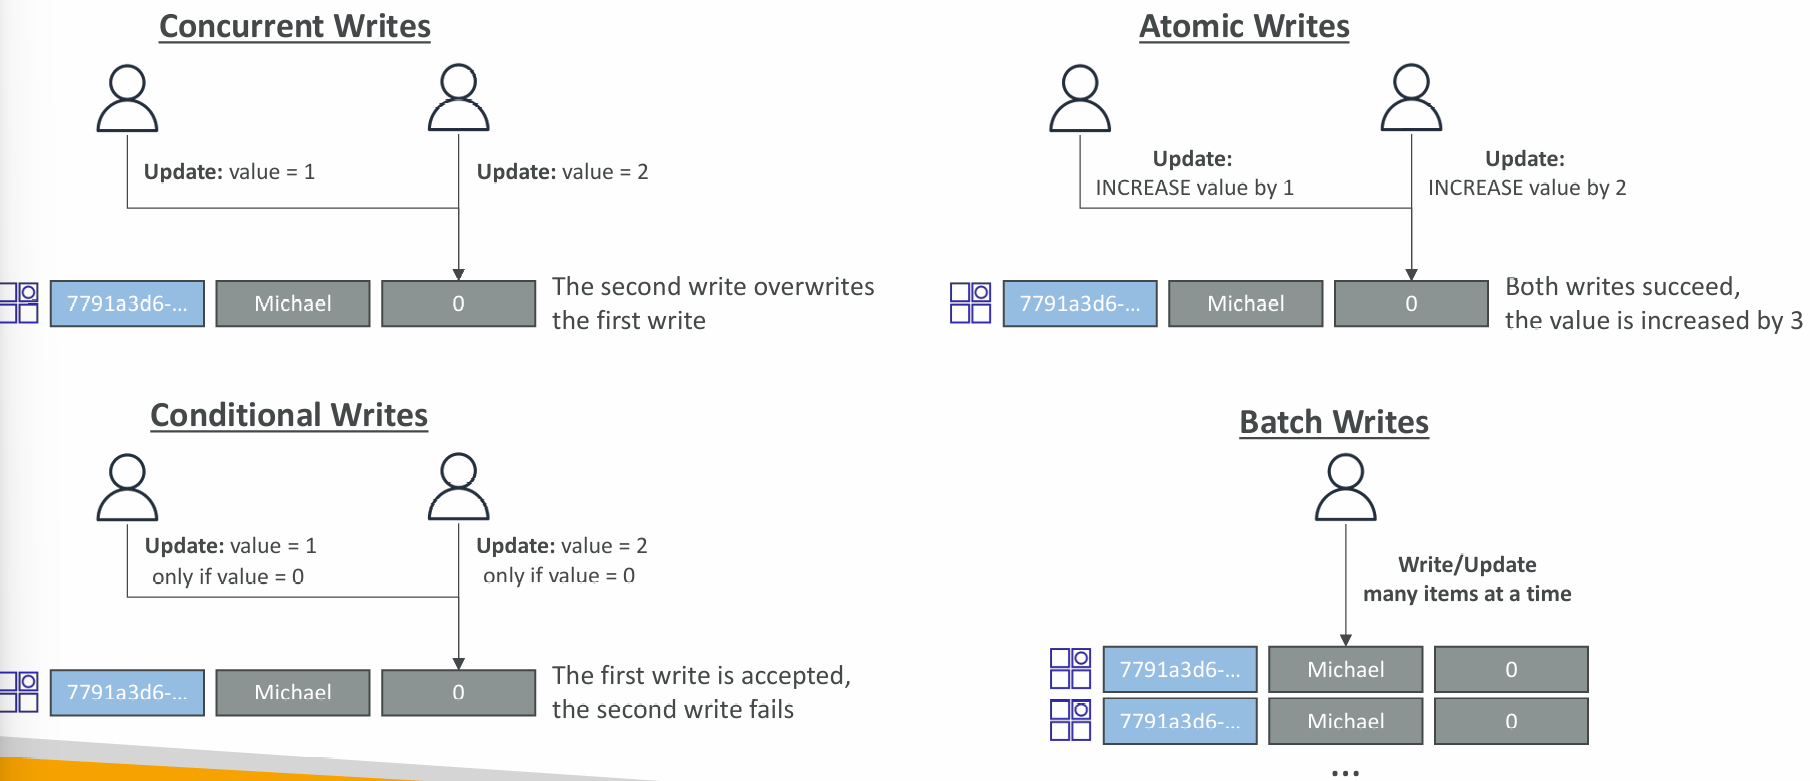 Concurrent Writes
Update: value = 1
Update: value = 2
7791a3d6-...
Michael
0
The second write overwrites
the first write
Atomic Writes
Update:
INCREASE value by 1
Update:
INCREASE value by 2
7791a3d6-...
Michael
0
Both writes succeed,
the value is increased by 3
Conditional Writes
Update: value = 1
only if value = 0
Update: value = 2
only if value = 0
7791a3d6-...
Michael
0
The first write is accepted,
the second write fails
Batch Writes
Write/Update
many items at a time
7791a3d6-...
Michael
0
7791a3d6-...
Michael
0
...